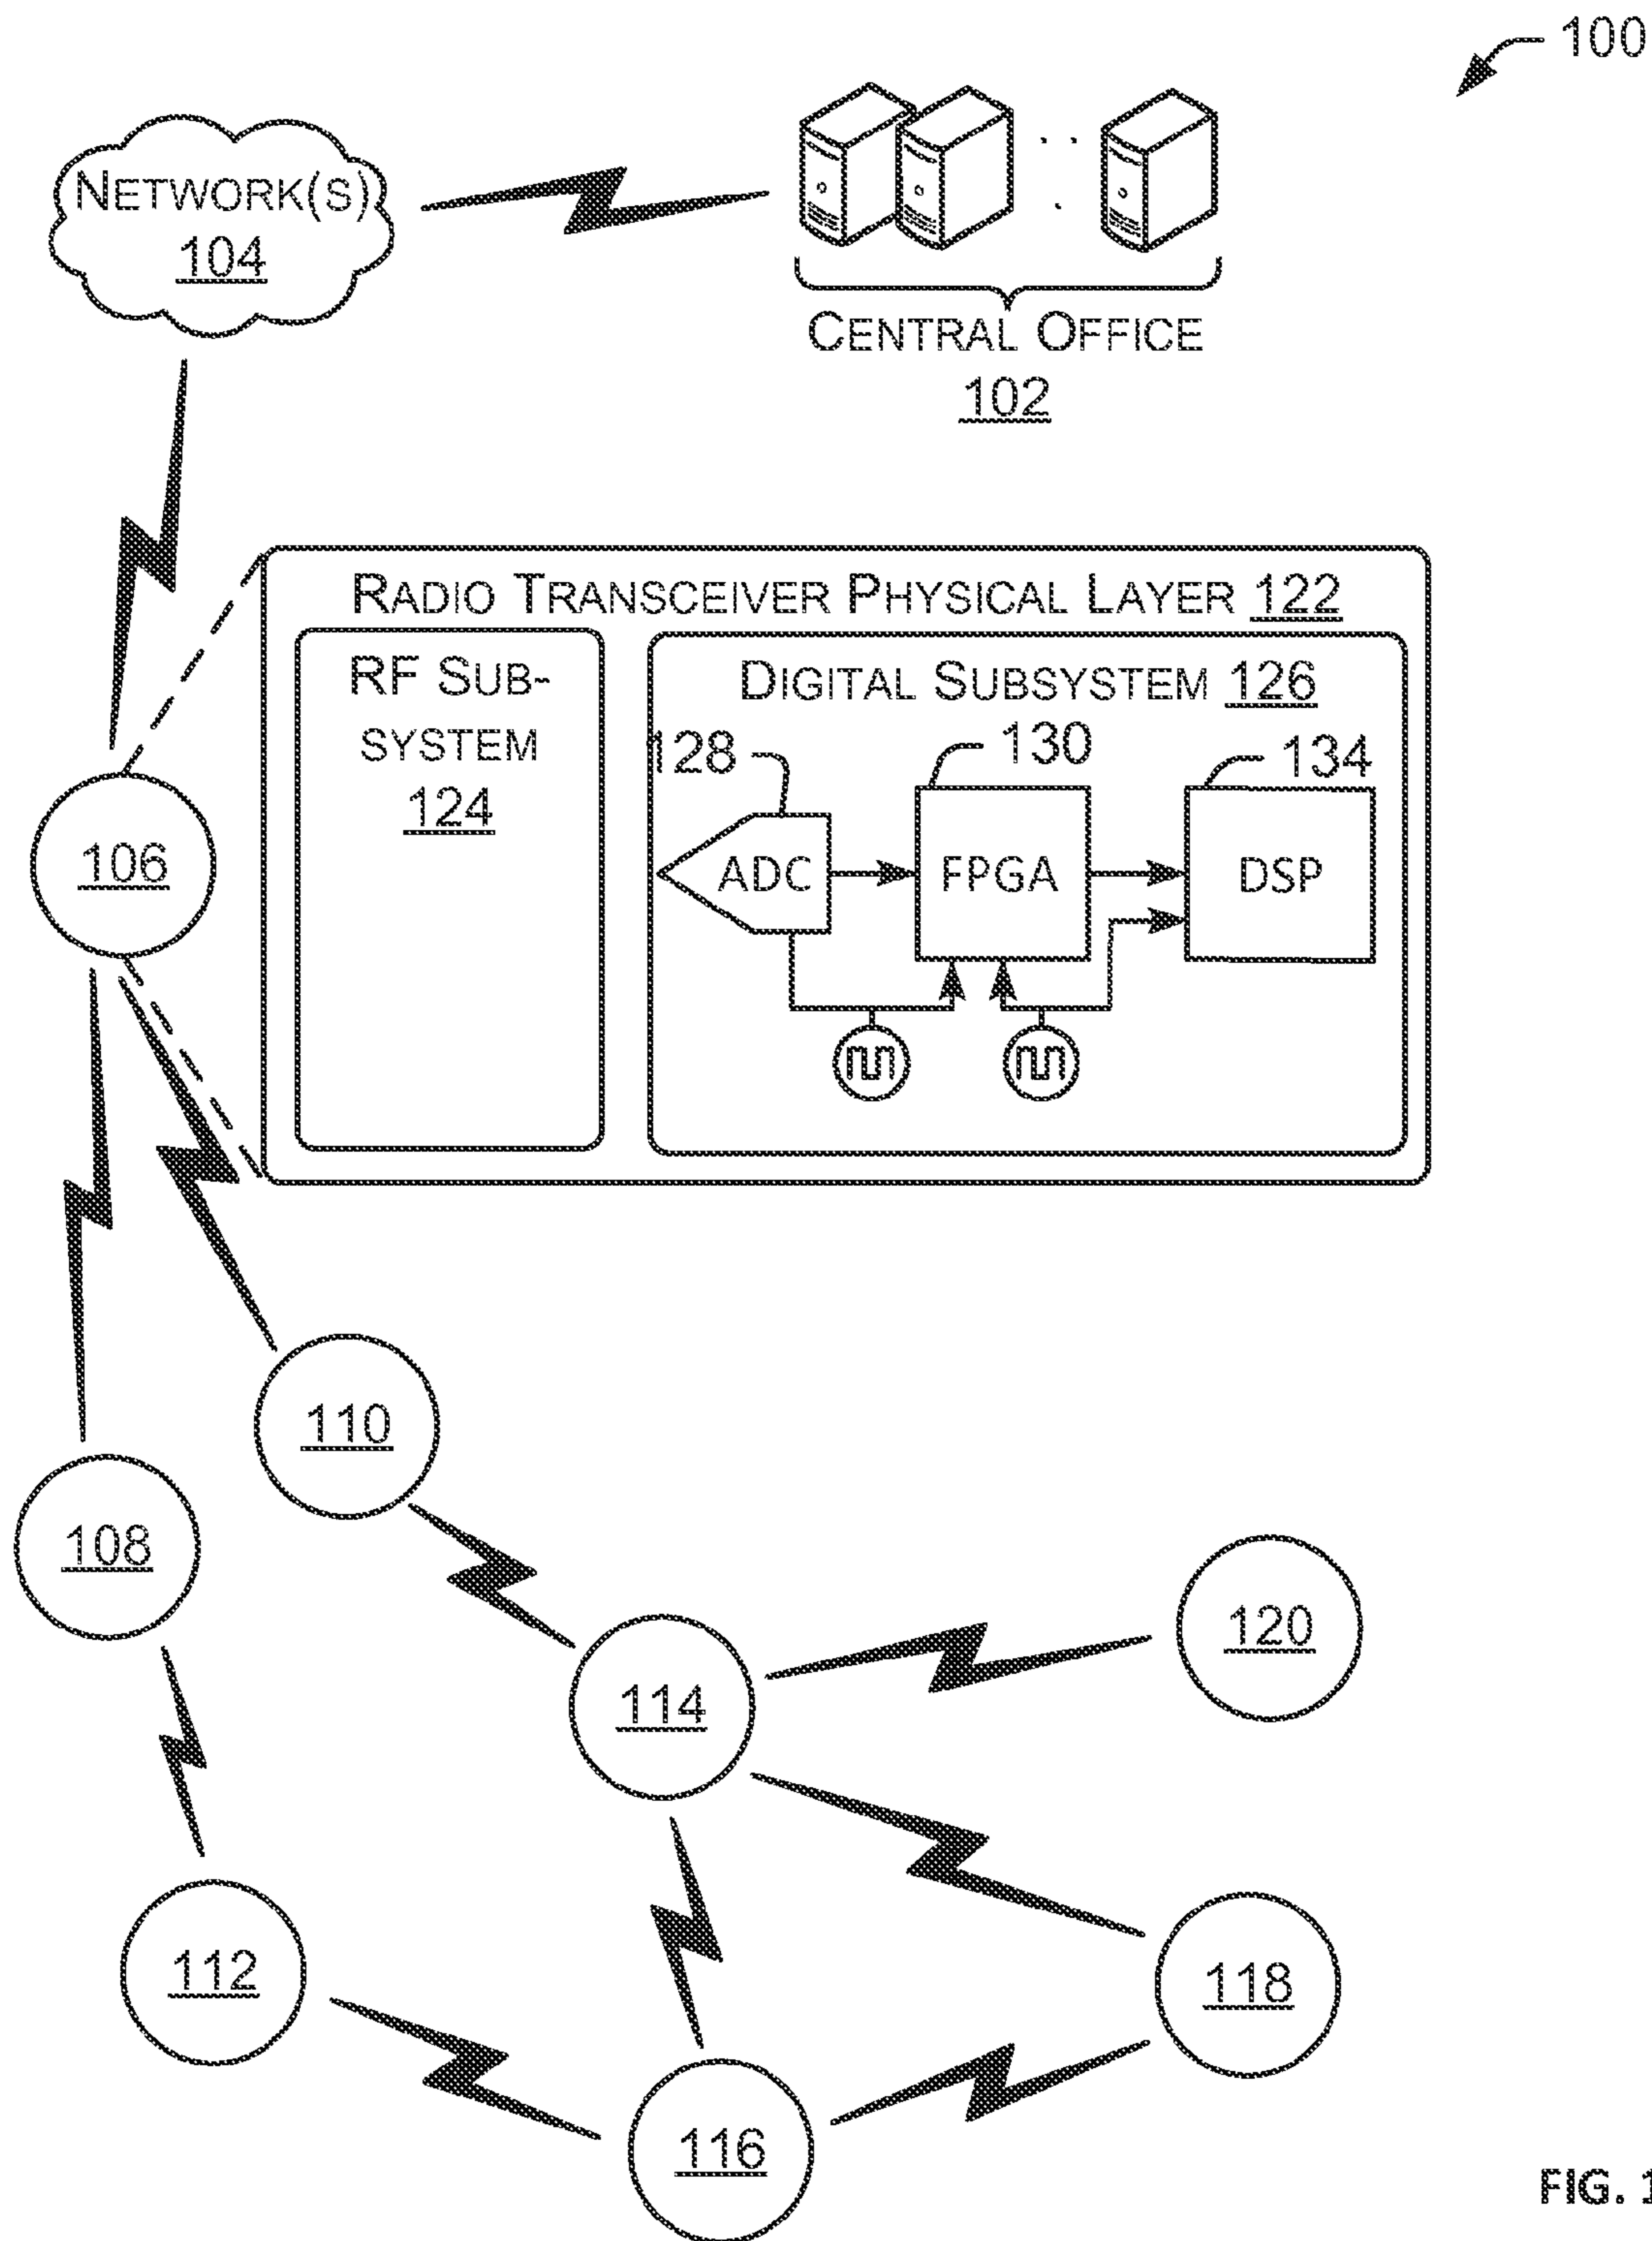 100
NETWORK(S)
104
CENTRAL OFFICE
102
RADIO TRANSCEIVER PHYSICAL LAYER 122
RF SUB-
SYSTEM
124
DIGITAL SUBSYSTEM 126
128
130
134
ADC
FPGA
DSP
106
110
108
120
114
112
118
116
FIG. 1